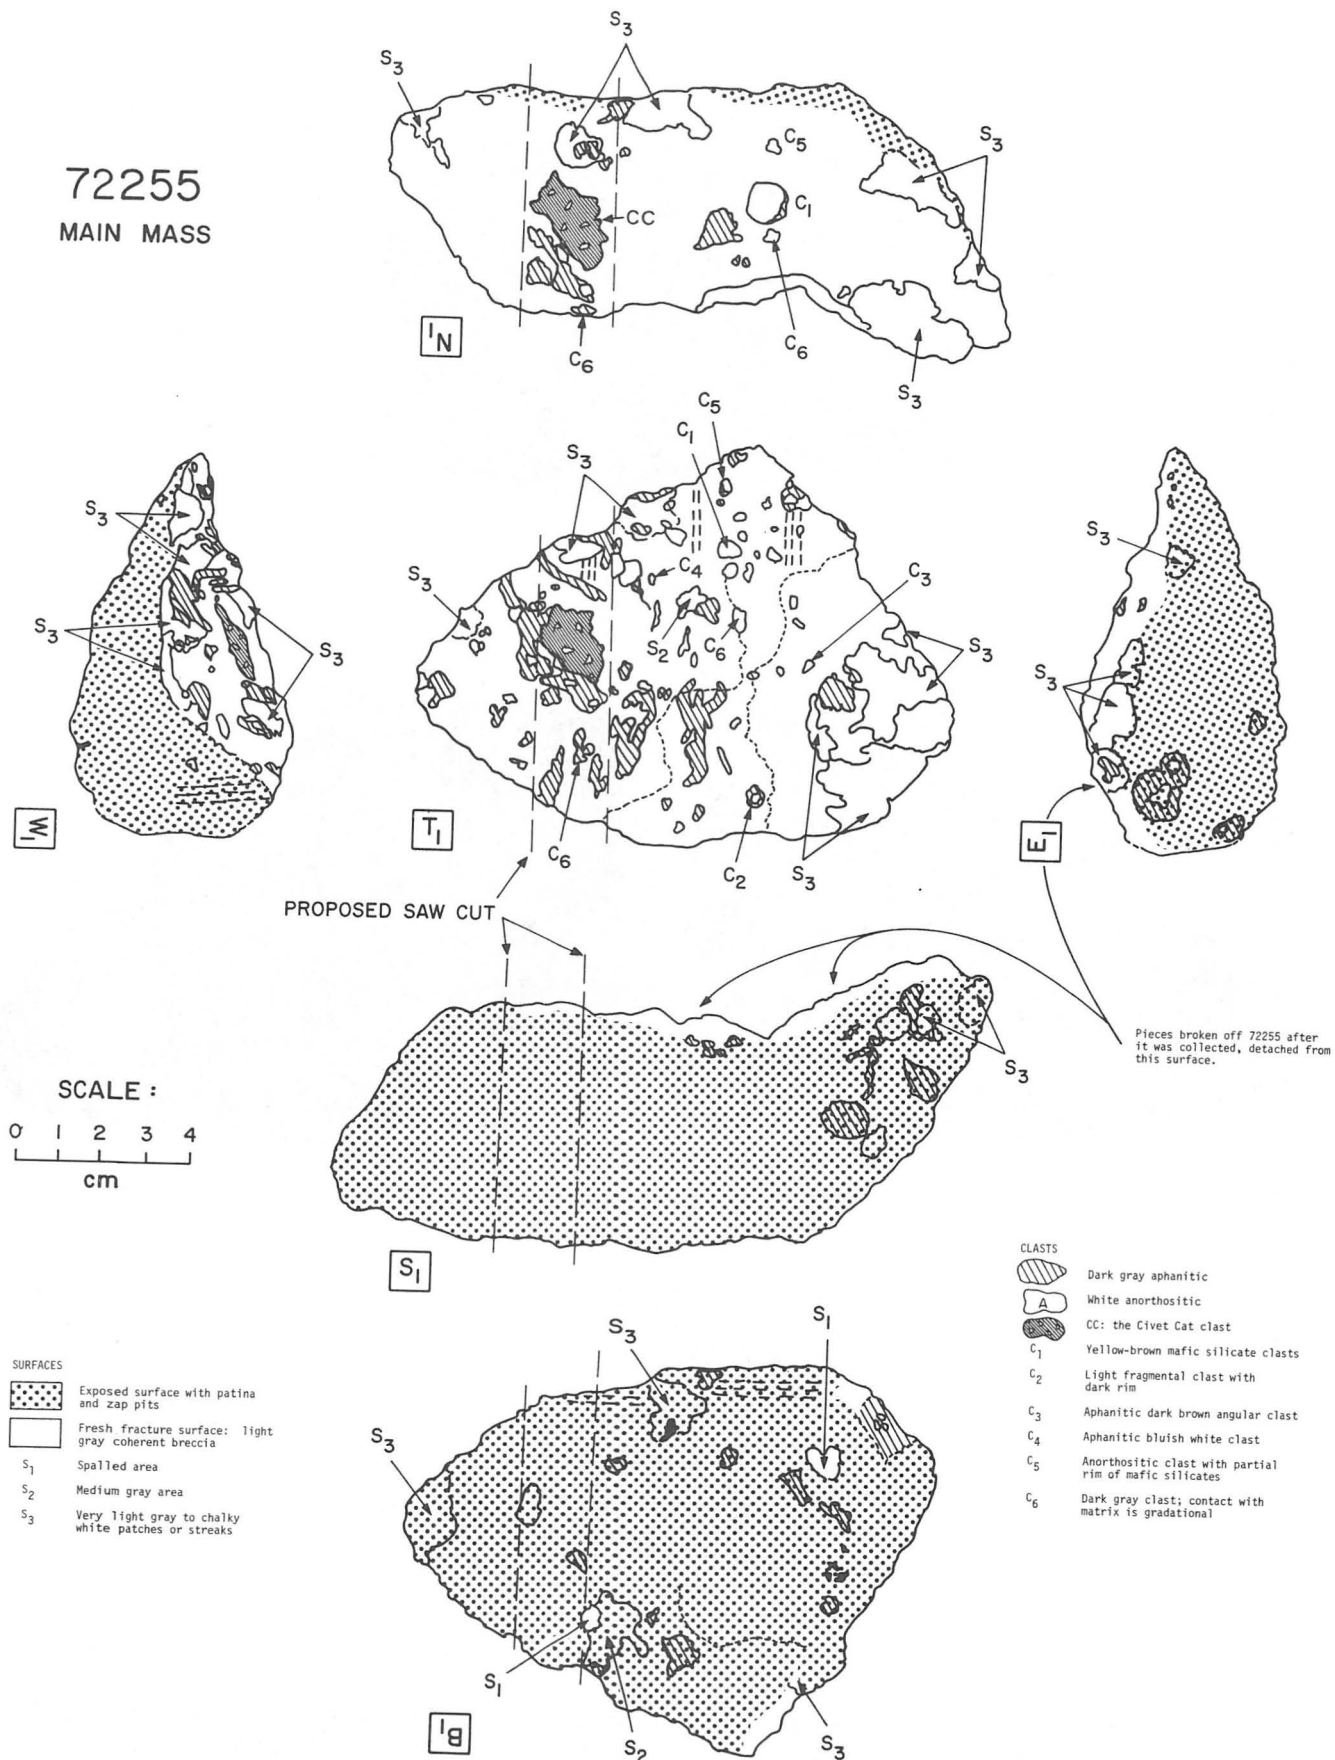 72255
MAIN MASS
S3
S3
C5
S3
C1
CC
C6
C6
S3
N1
C5
C1
S3
S3
C4
C3
S3
S3
S3
S3
S2
C6
S3
S3
S3
W1
T1
C6
C2
S3
E1
PROPOSED SAW CUT
Pieces broken off 72255 after
it was collected, detached from
this surface.
S3
SCALE :
0 1 2 3 4
cm
S1
CLASTS
Dark gray aphanitic
A White anorthositic
CC: the Civet Cat clast
C1 Yellow-brown mafic silicate clasts
C2 Light fragmental clast with
dark rim
C3 Aphanitic dark brown angular clast
C4 Aphanitic bluish white clast
C5 Anorthositic clast with partial
rim of mafic silicates
C6 Dark gray clast; contact with
matrix is gradational
SURFACES
Exposed surface with patina
and zap pits
Fresh fracture surface: light
gray coherent breccia
S1 Spalled area
S2 Medium gray area
S3 Very light gray to chalky
white patches or streaks
S3
S1
S3
S1
S2
S3
B1